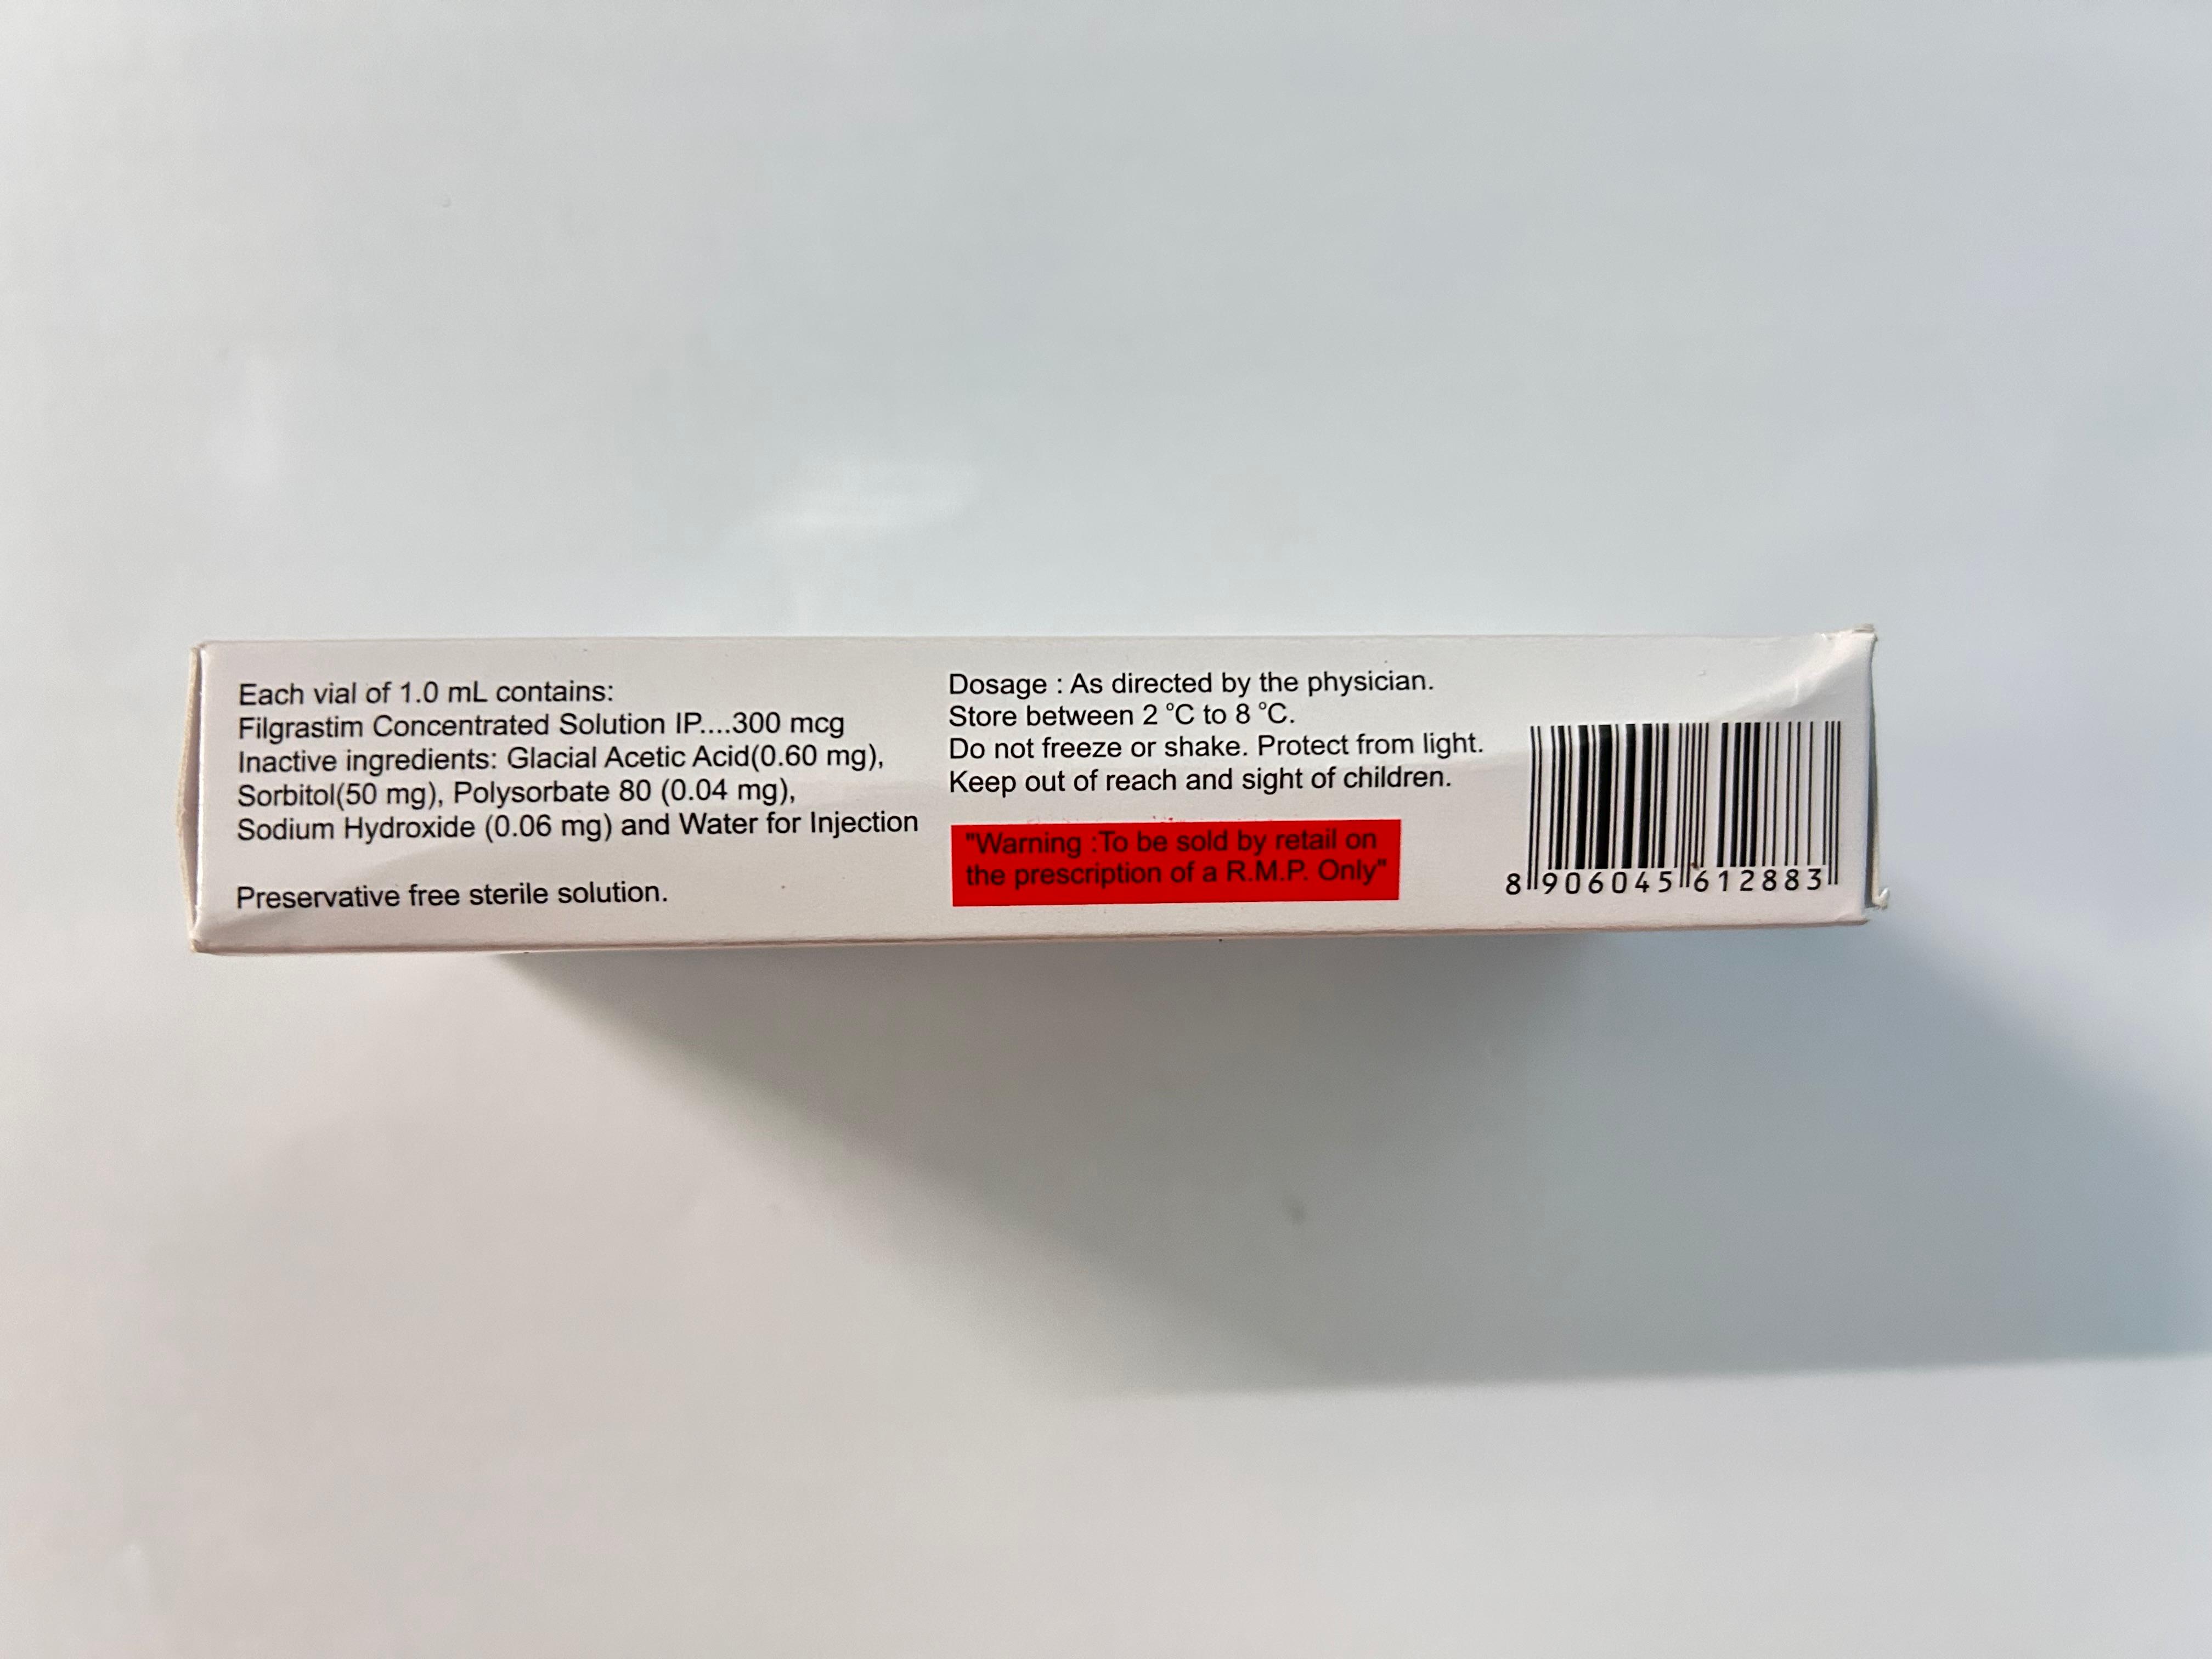 Each vial of 1.0 mL contains:
Filgrastim Concentrated Solution IP....300 mcg
Inactive ingredients: Glacial Acetic Acid(0.60 mg),
Sorbitol(50 mg), Polysorbate 80 (0.04 mg),
Sodium Hydroxide (0.06 mg) and Water for Injection
Preservative free sterile solution.
Dosage : As directed by the physician.
Store between 2 °C to 8 °C.
Do not freeze or shake. Protect from light.
Keep out of reach and sight of children.
"Warning :To be sold by retail on
the prescription of a R.M.P. Only"
8 906045 612883